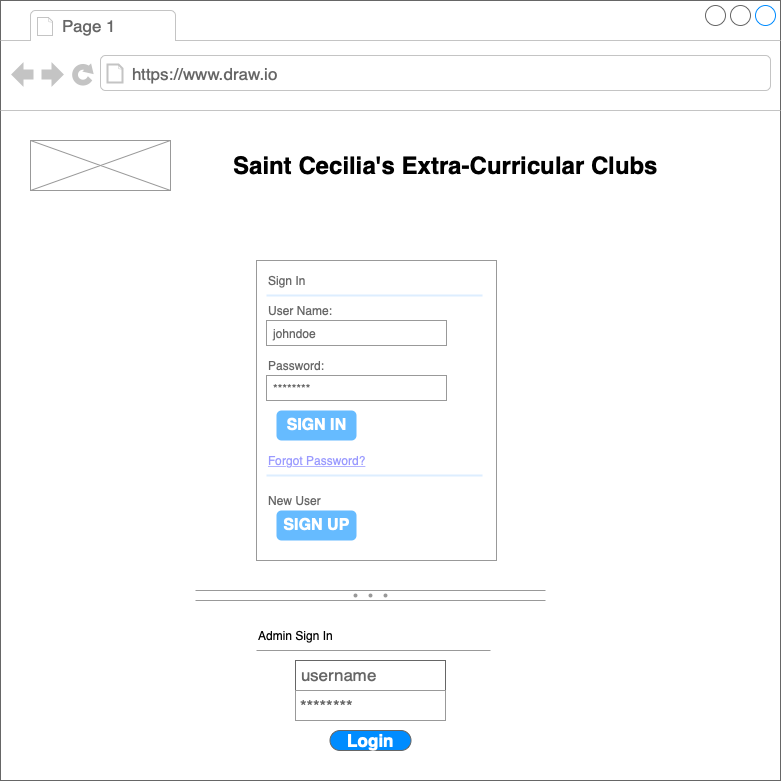 Page 1
https://www.draw.io
Saint Cecilia's Extra-Curricular Clubs
Sign In
User Name:
johndoe
Password:
********
SIGN IN
Forgot Password?
New User
SIGN UP
Admin Sign In
username
********
Login